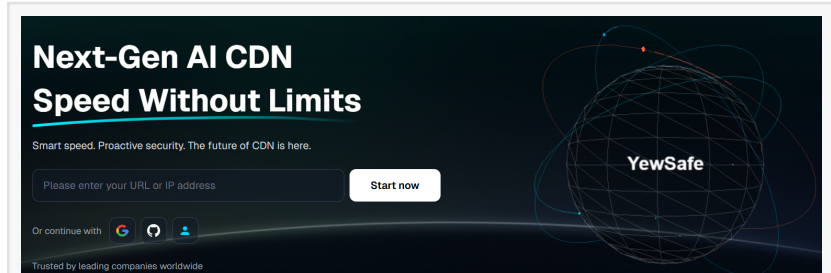 Next-Gen AI CDN
Speed Without Limits
Smart speed. Proactive security. The future of CDN is here.
Please enter your URL or IP address
Start now
Or continue with
Trusted by leading companies worldwide
YewSafe